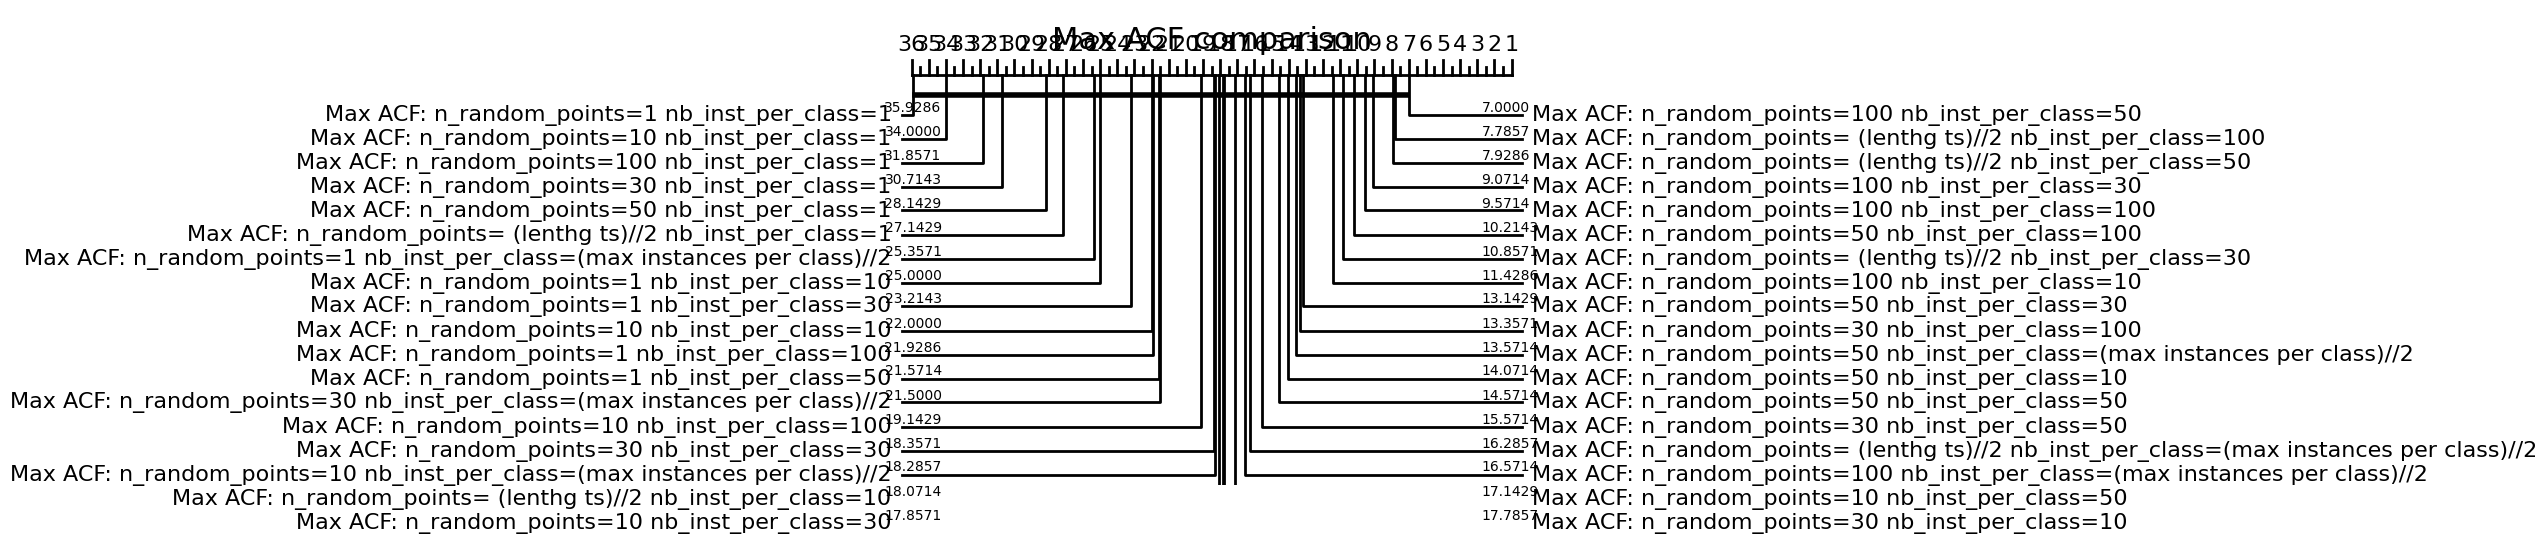 Max ACF comparison
36 35 34 33 32 31 30 29 28 27 26 25 24 23 22 21 20 19 18 17 16 15 14 13 12 11 10 9 8 7 6 5 4 3 2 1
Max ACF: n_random_points=1 nb_inst_per_class=1 35.9286
Max ACF: n_random_points=10 nb_inst_per_class=1 34.0000
Max ACF: n_random_points=100 nb_inst_per_class=1 31.8571
Max ACF: n_random_points=30 nb_inst_per_class=1 30.7143
Max ACF: n_random_points=50 nb_inst_per_class=1 28.1429
Max ACF: n_random_points= (lenthg ts)//2 nb_inst_per_class=1 27.1429
Max ACF: n_random_points=1 nb_inst_per_class=(max instances per class)//2 25.3571
Max ACF: n_random_points=1 nb_inst_per_class=10 25.0000
Max ACF: n_random_points=1 nb_inst_per_class=30 23.2143
Max ACF: n_random_points=10 nb_inst_per_class=10 22.0000
Max ACF: n_random_points=1 nb_inst_per_class=100 21.9286
Max ACF: n_random_points=1 nb_inst_per_class=50 21.5714
Max ACF: n_random_points=30 nb_inst_per_class=(max instances per class)//2 21.5000
Max ACF: n_random_points=10 nb_inst_per_class=100 19.1429
Max ACF: n_random_points=30 nb_inst_per_class=30 18.3571
Max ACF: n_random_points=10 nb_inst_per_class=(max instances per class)//2 18.2857
Max ACF: n_random_points= (lenthg ts)//2 nb_inst_per_class=10 18.0714
Max ACF: n_random_points=10 nb_inst_per_class=30 17.8571
7.0000 Max ACF: n_random_points=100 nb_inst_per_class=50
7.7857 Max ACF: n_random_points= (lenthg ts)//2 nb_inst_per_class=100
7.9286 Max ACF: n_random_points= (lenthg ts)//2 nb_inst_per_class=50
9.0714 Max ACF: n_random_points=100 nb_inst_per_class=30
9.5714 Max ACF: n_random_points=100 nb_inst_per_class=100
10.2143 Max ACF: n_random_points=50 nb_inst_per_class=100
10.8571 Max ACF: n_random_points= (lenthg ts)//2 nb_inst_per_class=30
11.4286 Max ACF: n_random_points=100 nb_inst_per_class=10
13.1429 Max ACF: n_random_points=50 nb_inst_per_class=30
13.3571 Max ACF: n_random_points=30 nb_inst_per_class=100
13.5714 Max ACF: n_random_points=50 nb_inst_per_class=(max instances per class)//2
14.0714 Max ACF: n_random_points=50 nb_inst_per_class=10
14.5714 Max ACF: n_random_points=50 nb_inst_per_class=50
15.5714 Max ACF: n_random_points=30 nb_inst_per_class=50
16.2857 Max ACF: n_random_points= (lenthg ts)//2 nb_inst_per_class=(max instances per class)//2
16.5714 Max ACF: n_random_points=100 nb_inst_per_class=(max instances per class)//2
17.1429 Max ACF: n_random_points=10 nb_inst_per_class=50
17.7857 Max ACF: n_random_points=30 nb_inst_per_class=10